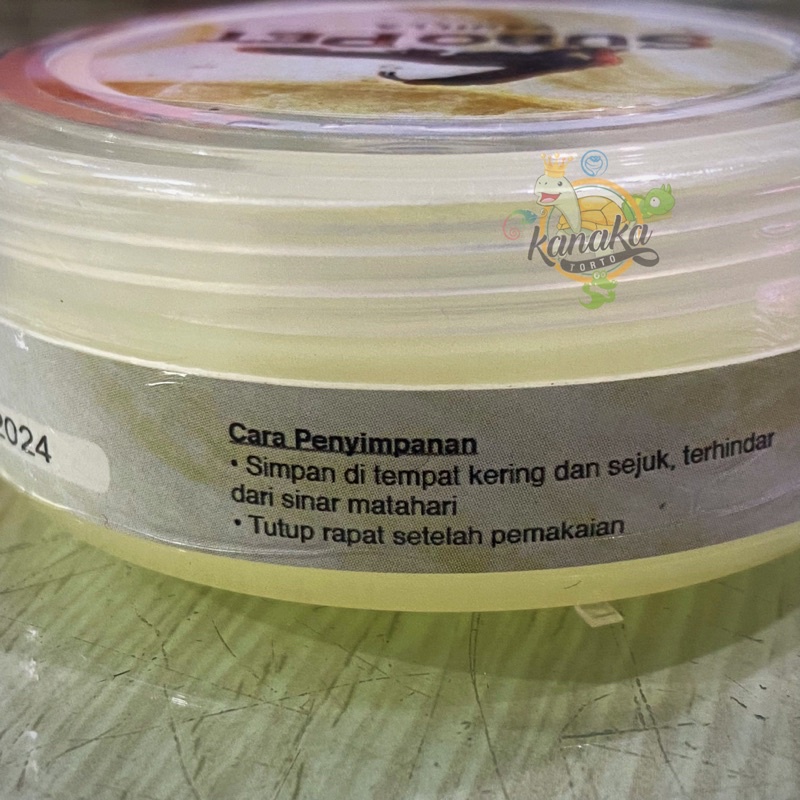 SUBOPET
kanaka
TORTO
2024
Cara Penyimpanan
• Simpan di tempat kering dan sejuk, terhindar
dari sinar matahari
• Tutup rapat setelah pemakaian